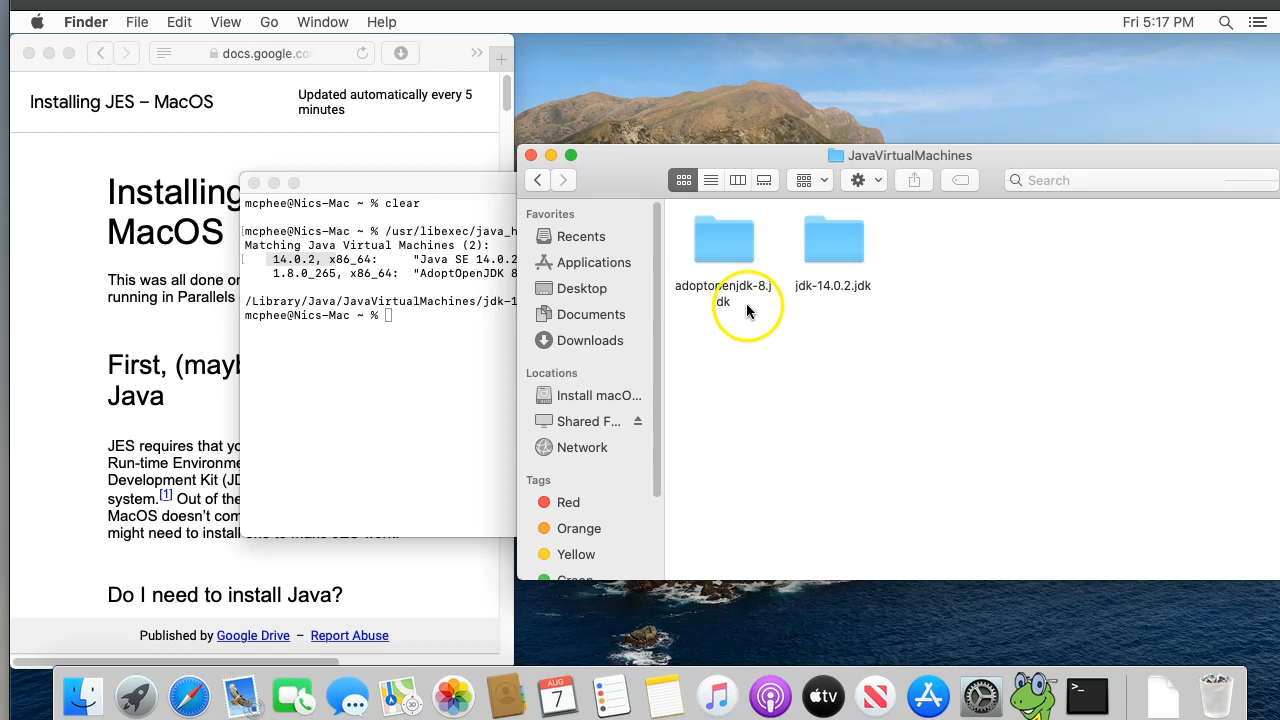 Finder File Edit View Go Window Help Fri 5:17 PM
docs.google.co
Installing JES – MacOS
Updated automatically every 5
minutes
Installing
MacOS
This was all done or
running in Parallels
First, (mayb
Java
JES requires that yo
Run-time Environme
Development Kit (JD
system.[1] Out of the
MacOS doesn't com
might need to install
Do I need to install Java?
Published by Google Drive – Report Abuse
mcphee@Nics-Mac ~ % clear
mcphee@Nics-Mac ~ % /usr/libexec/java_h
Matching Java Virtual Machines (2):
14.0.2, x86_64: "Java SE 14.0.2
1.8.0_265, x86_64: "AdoptOpenJDK 8
/Library/Java/JavaVirtualMachines/jdk-1
mcphee@Nics-Mac ~ %
JavaVirtualMachines
Search
Favorites
Recents
Applications
Desktop
Documents
Downloads
Locations
Install macO...
Shared F...
Network
Tags
Red
Orange
Yellow
adoptopenjdk-8.j
dk
jdk-14.0.2.jdk
AUG
7
tv
>_